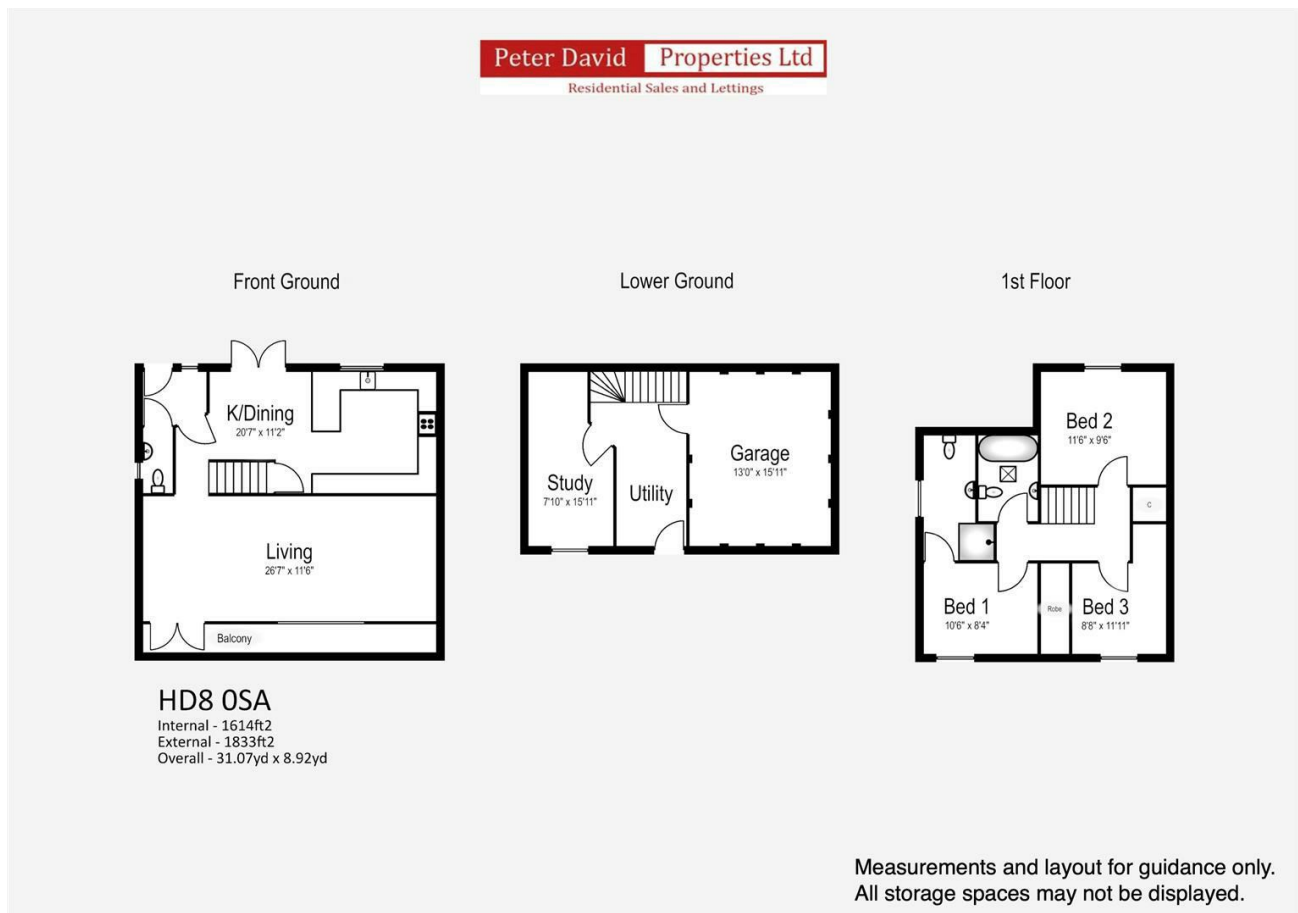 Peter David Properties Ltd
Residential Sales and Lettings
Front Ground
Lower Ground
1st Floor
K/Dining
20'7" x 11'2"
Living
26'7" x 11'6"
Balcony
Study
7'10" x 15'11"
Utility
Garage
13'0" x 15'11"
Bed 2
11'6" x 9'6"
C
Bed 1
10'6" x 8'4"
Robe
Bed 3
8'8" x 11'11"
HD8 0SA
Internal - 1614ft2
External - 1833ft2
Overall - 31.07yd x 8.92yd
Measurements and layout for guidance only.
All storage spaces may not be displayed.